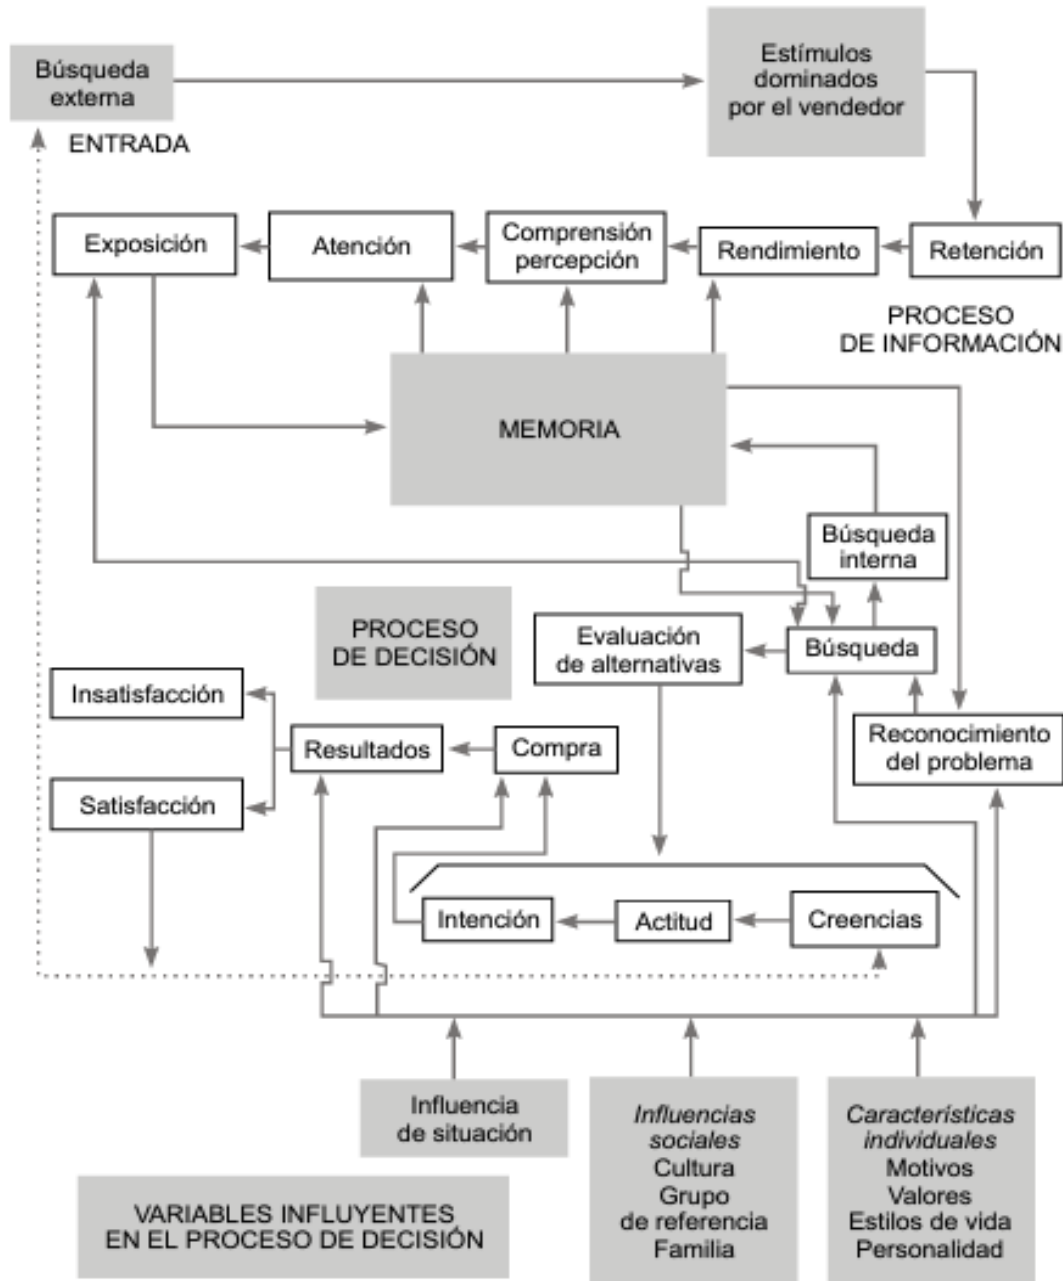 Búsqueda
externa
Estímulos
dominados
por el vendedor
ENTRADA
Exposición
Atención
Comprensión
percepción
Rendimiento
Retención
PROCESO
DE INFORMACIÓN
MEMORIA
Búsqueda
interna
PROCESO
DE DECISIÓN
Evaluación
de alternativas
Búsqueda
Insatisfacción
Resultados
Compra
Reconocimiento
del problema
Satisfacción
Intención
Actitud
Creencias
Influencia
de situación
Influencias
sociales
Cultura
Grupo
de referencia
Familia
Características
individuales
Motivos
Valores
Estilos de vida
Personalidad
VARIABLES INFLUYENTES
EN EL PROCESO DE DECISIÓN